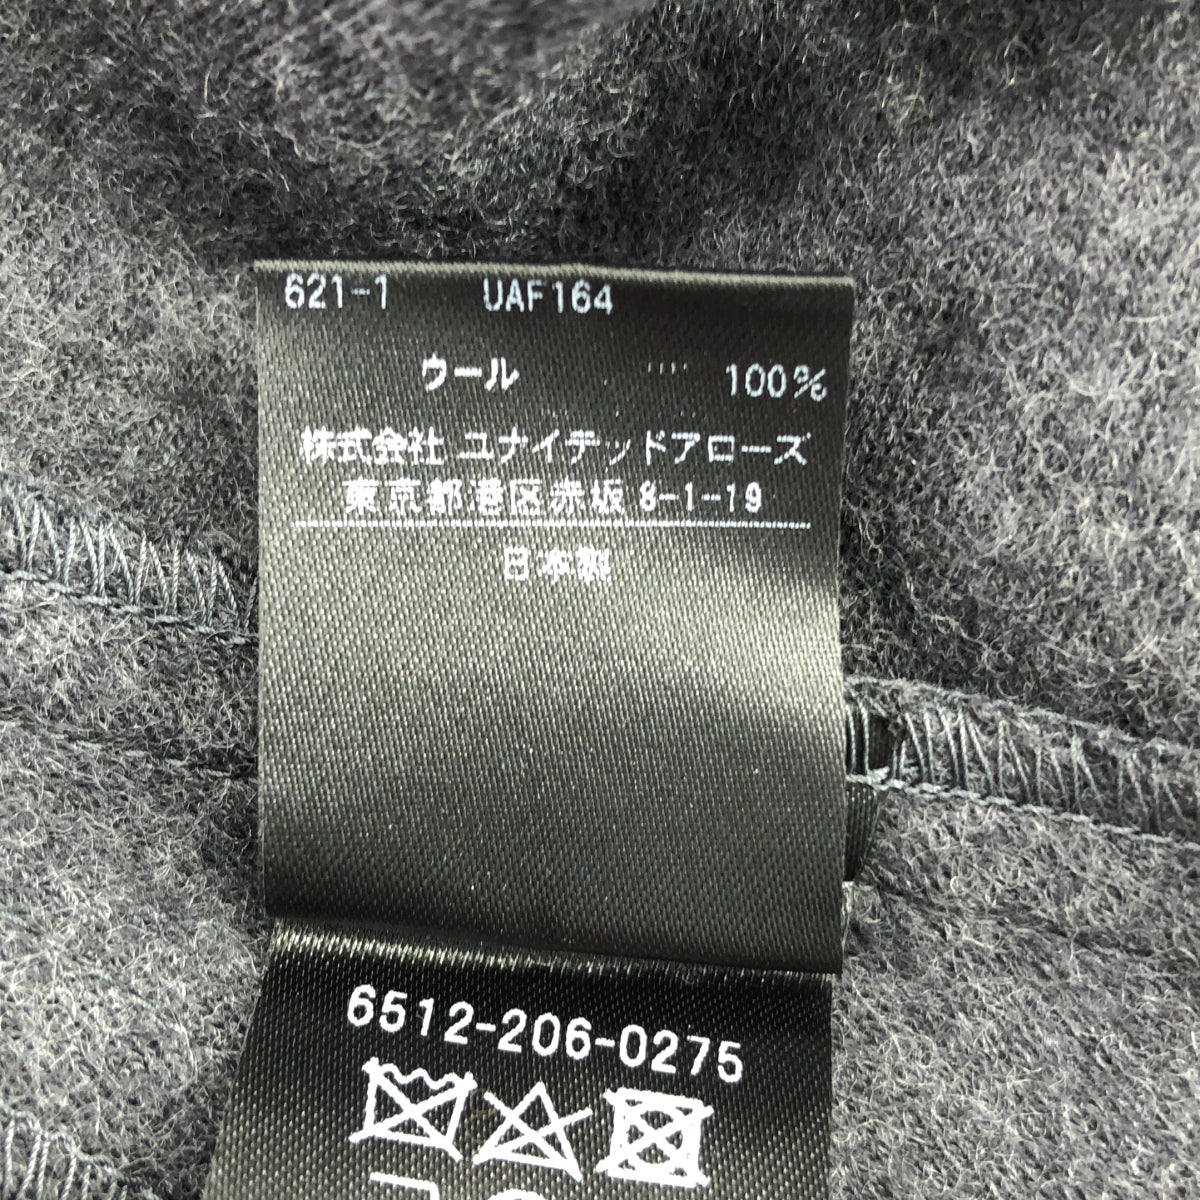 621-1 UAF164
ウール 100%
株式会社 ユナイテッドアローズ
東京都港区赤坂 8-1-19
日本製
6512-206-0275